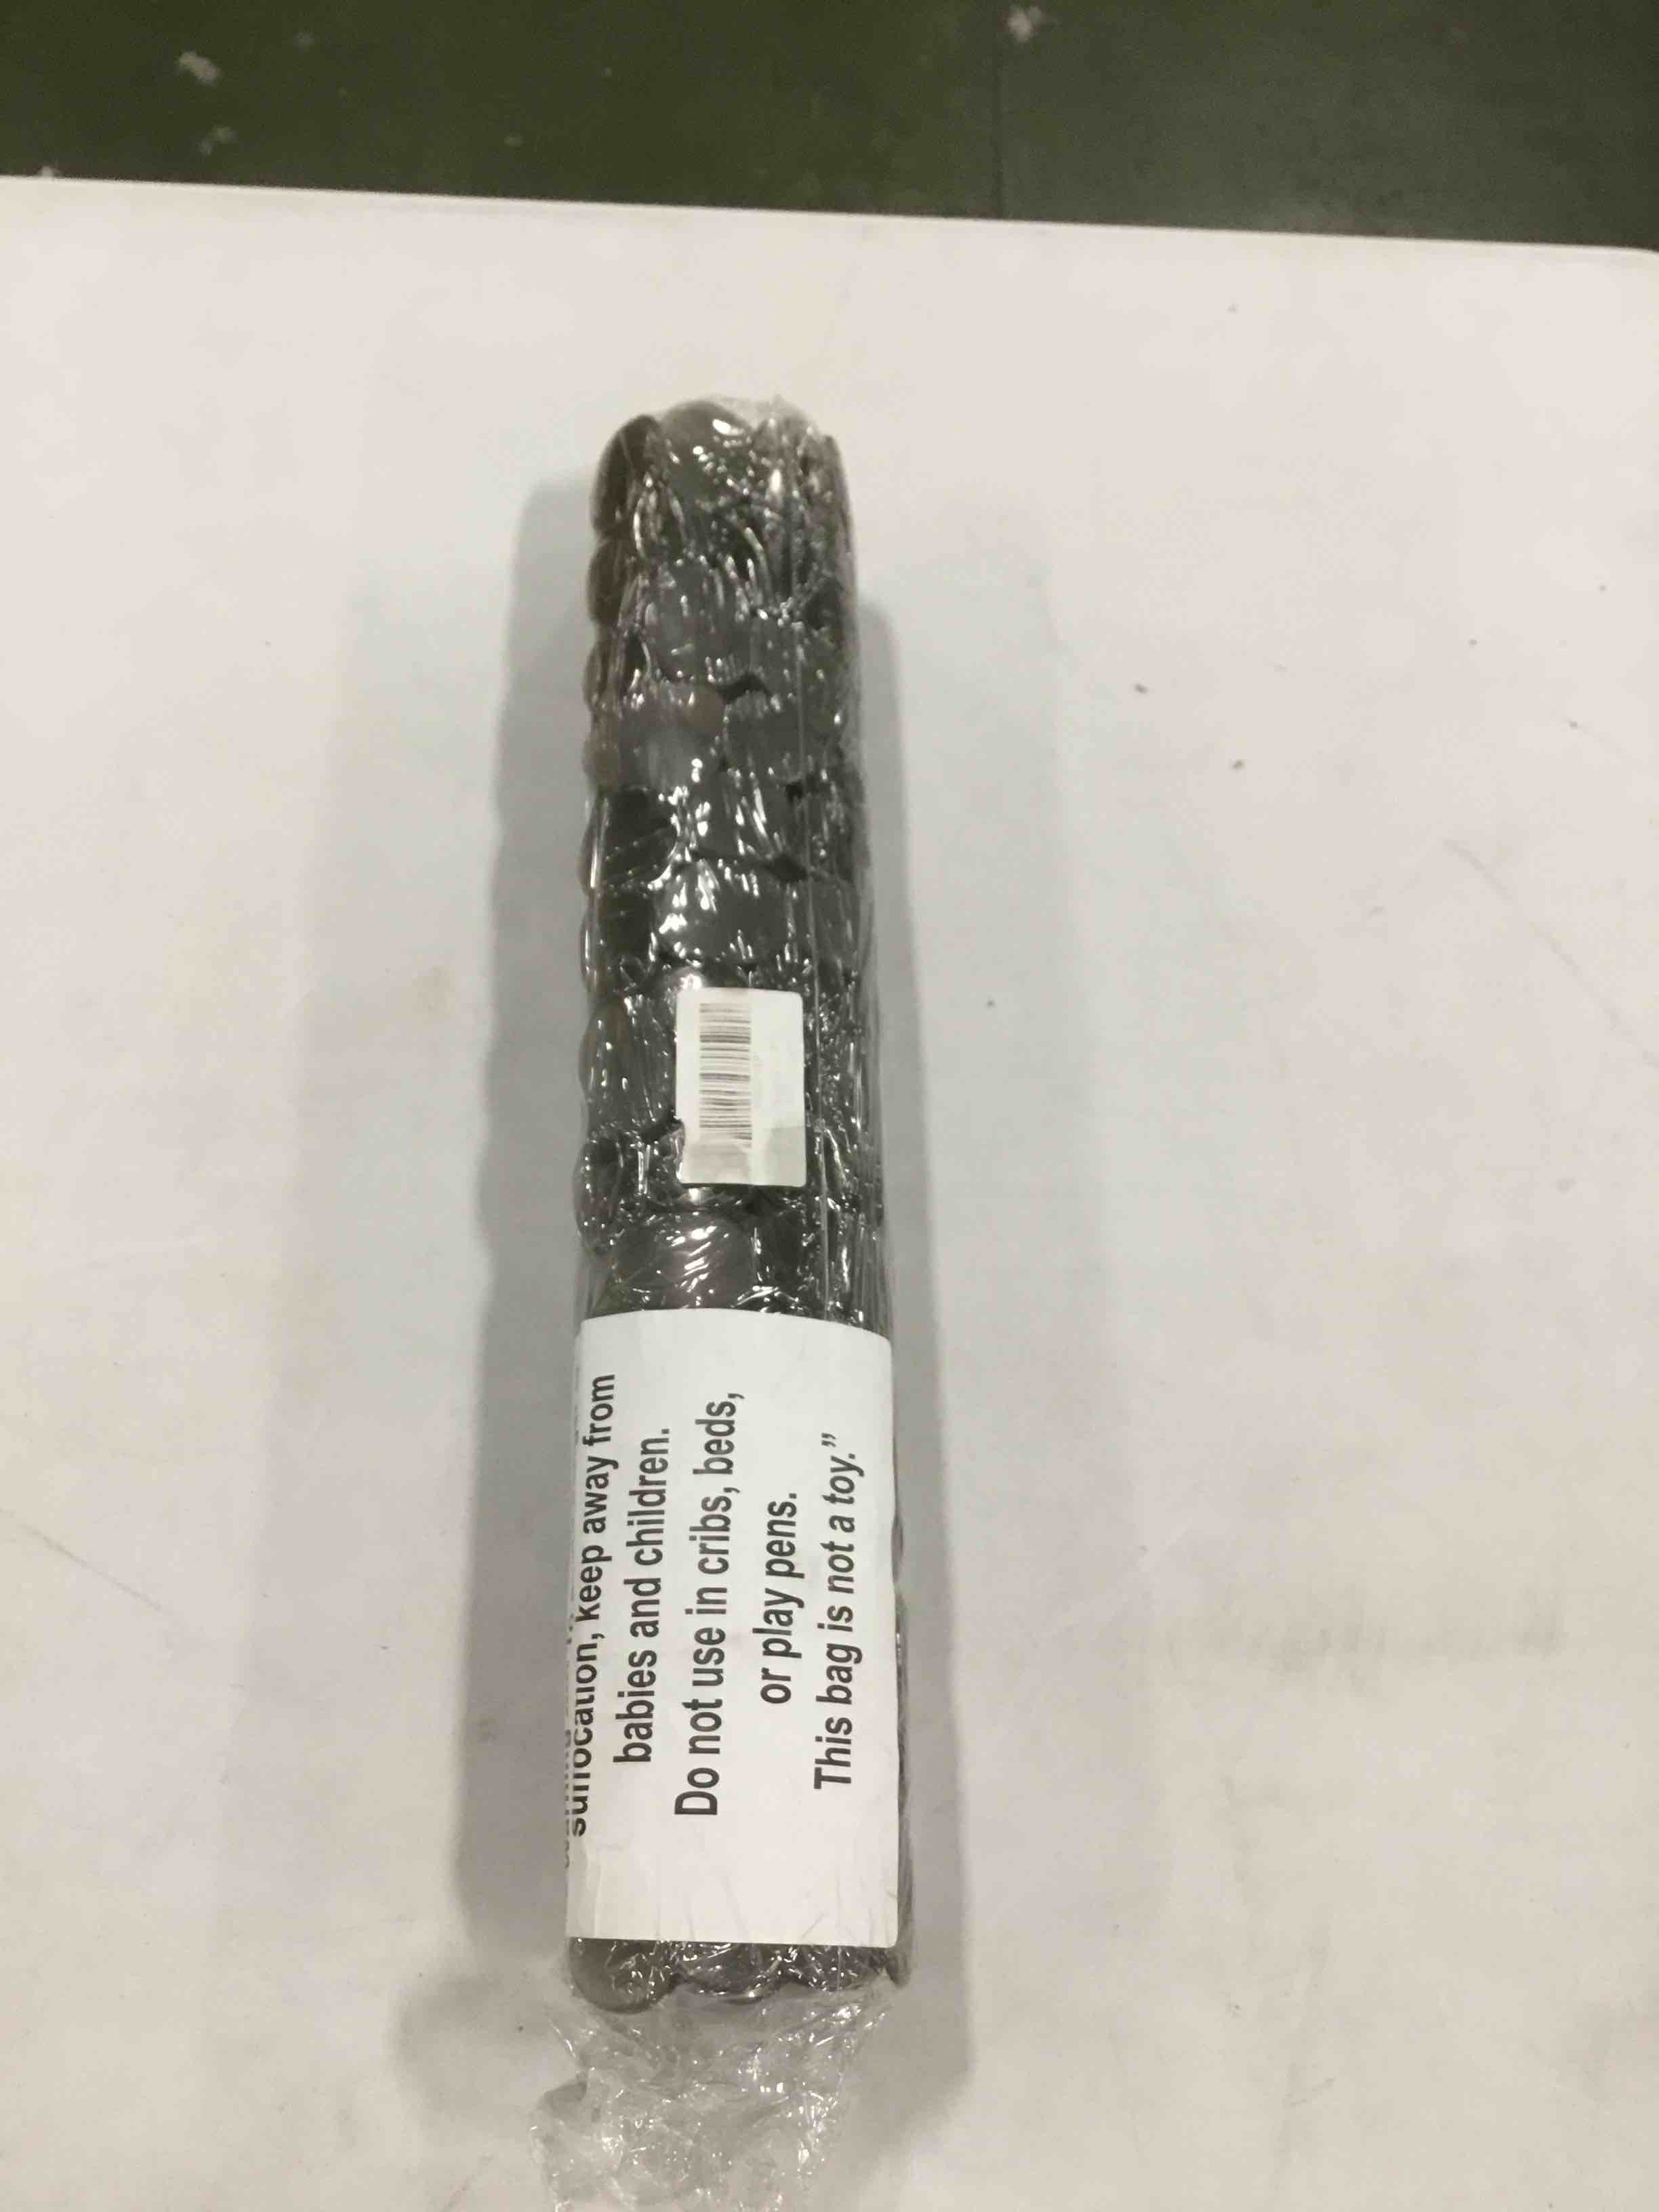 suffocation, keep away from
babies and children.
Do not use in cribs, beds,
or play pens.
This bag is not a toy.”